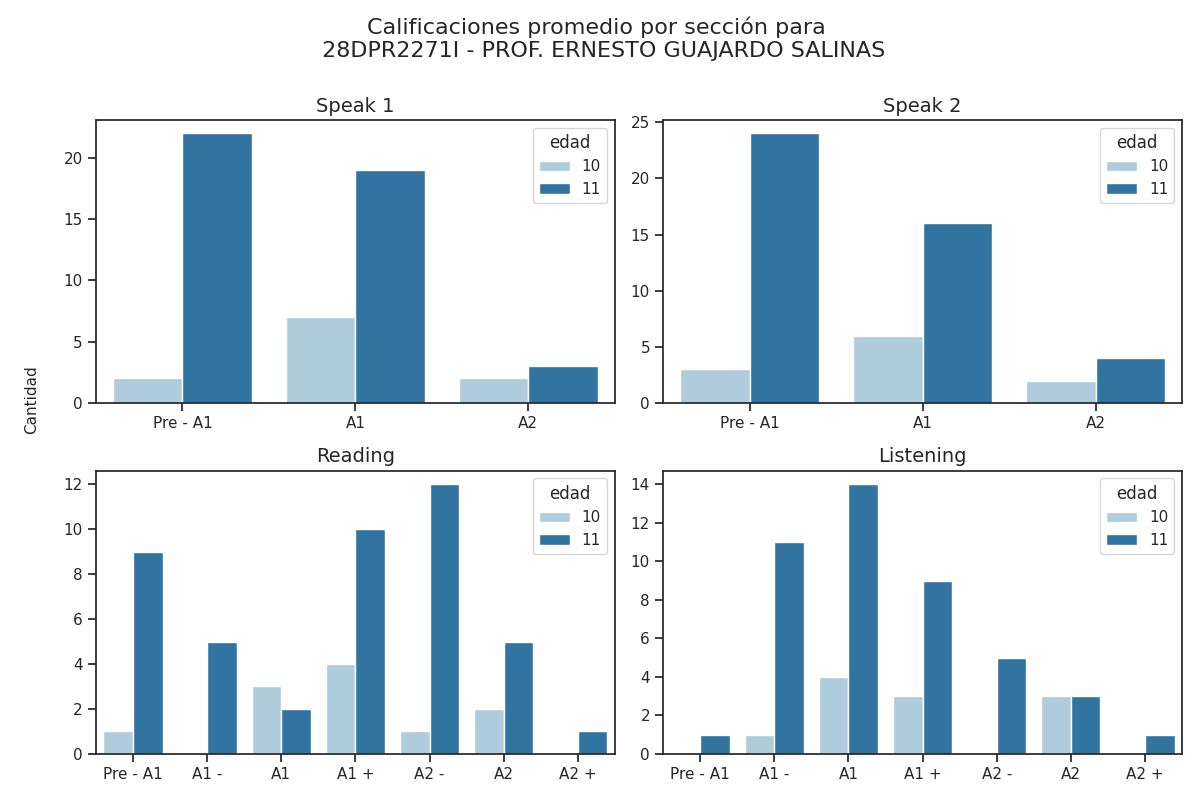 Calificaciones promedio por sección para
28DPR2271I - PROF. ERNESTO GUAJARDO SALINAS
Cantidad
Speak 1
20
15
10
5
0
Pre - A1 A1 A2
edad
10
11
Speak 2
25
20
15
10
5
0
Pre - A1 A1 A2
edad
10
11
Reading
12
10
8
6
4
2
0
Pre - A1 A1 - A1 A1 + A2 - A2 A2 +
edad
10
11
Listening
14
12
10
8
6
4
2
0
Pre - A1 A1 - A1 A1 + A2 - A2 A2 +
edad
10
11